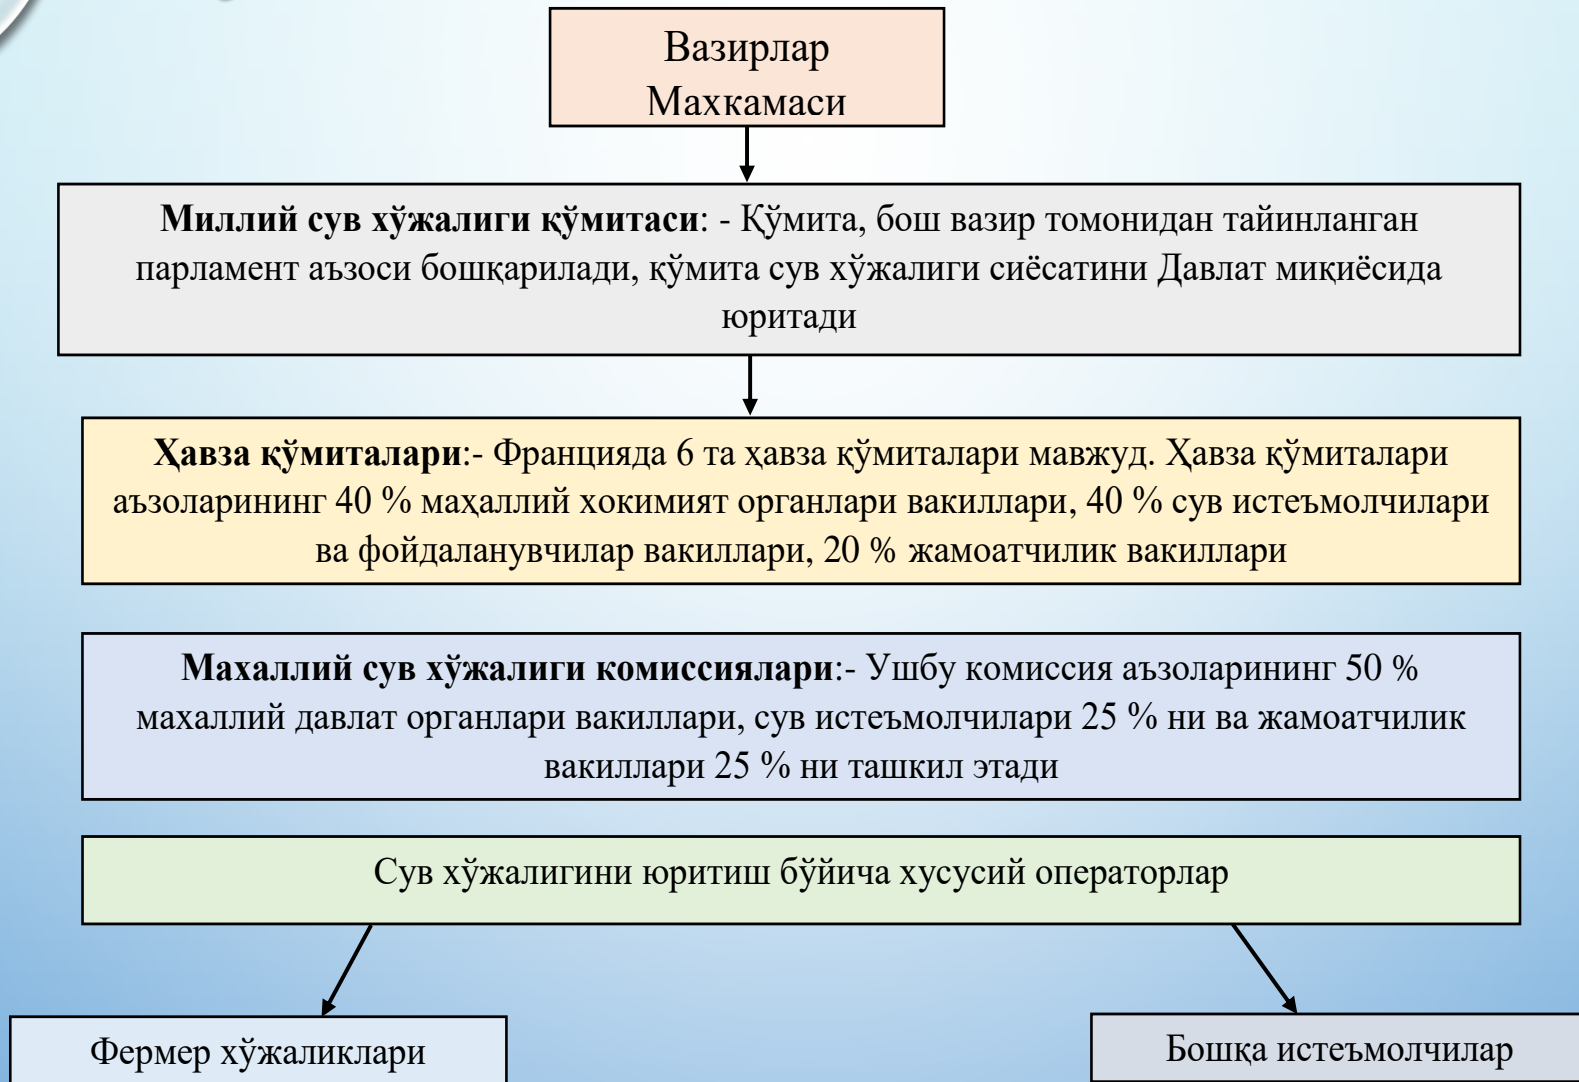 Вазирлар
Махкамаси
Миллий сув хўжалиги қўмитаси: - Қўмита, бош вазир томонидан тайинланган
парламент аъзоси бошқарилади, қўмита сув хўжалиги сиёсатини Давлат миқиёсида
юритади
Ҳавза қўмиталари:- Францияда 6 та ҳавза қўмиталари мавжуд. Ҳавза қўмиталари
аъзоларининг 40 % маҳаллий хокимият органлари вакиллари, 40 % сув истеъмолчилари
ва фойдаланувчилар вакиллари, 20 % жамоатчилик вакиллари
Махаллий сув хўжалиги комиссиялари:- Ушбу комиссия аъзоларининг 50 %
махаллий давлат органлари вакиллари, сув истеъмолчилари 25 % ни ва жамоатчилик
вакиллари 25 % ни ташкил этади
Сув хўжалигини юритиш бўйича хусусий операторлар
Фермер хўжаликлари
Бошқа истеъмолчилар